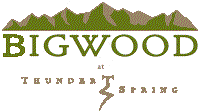 BIGWOOD
at
THUNDER SPRING